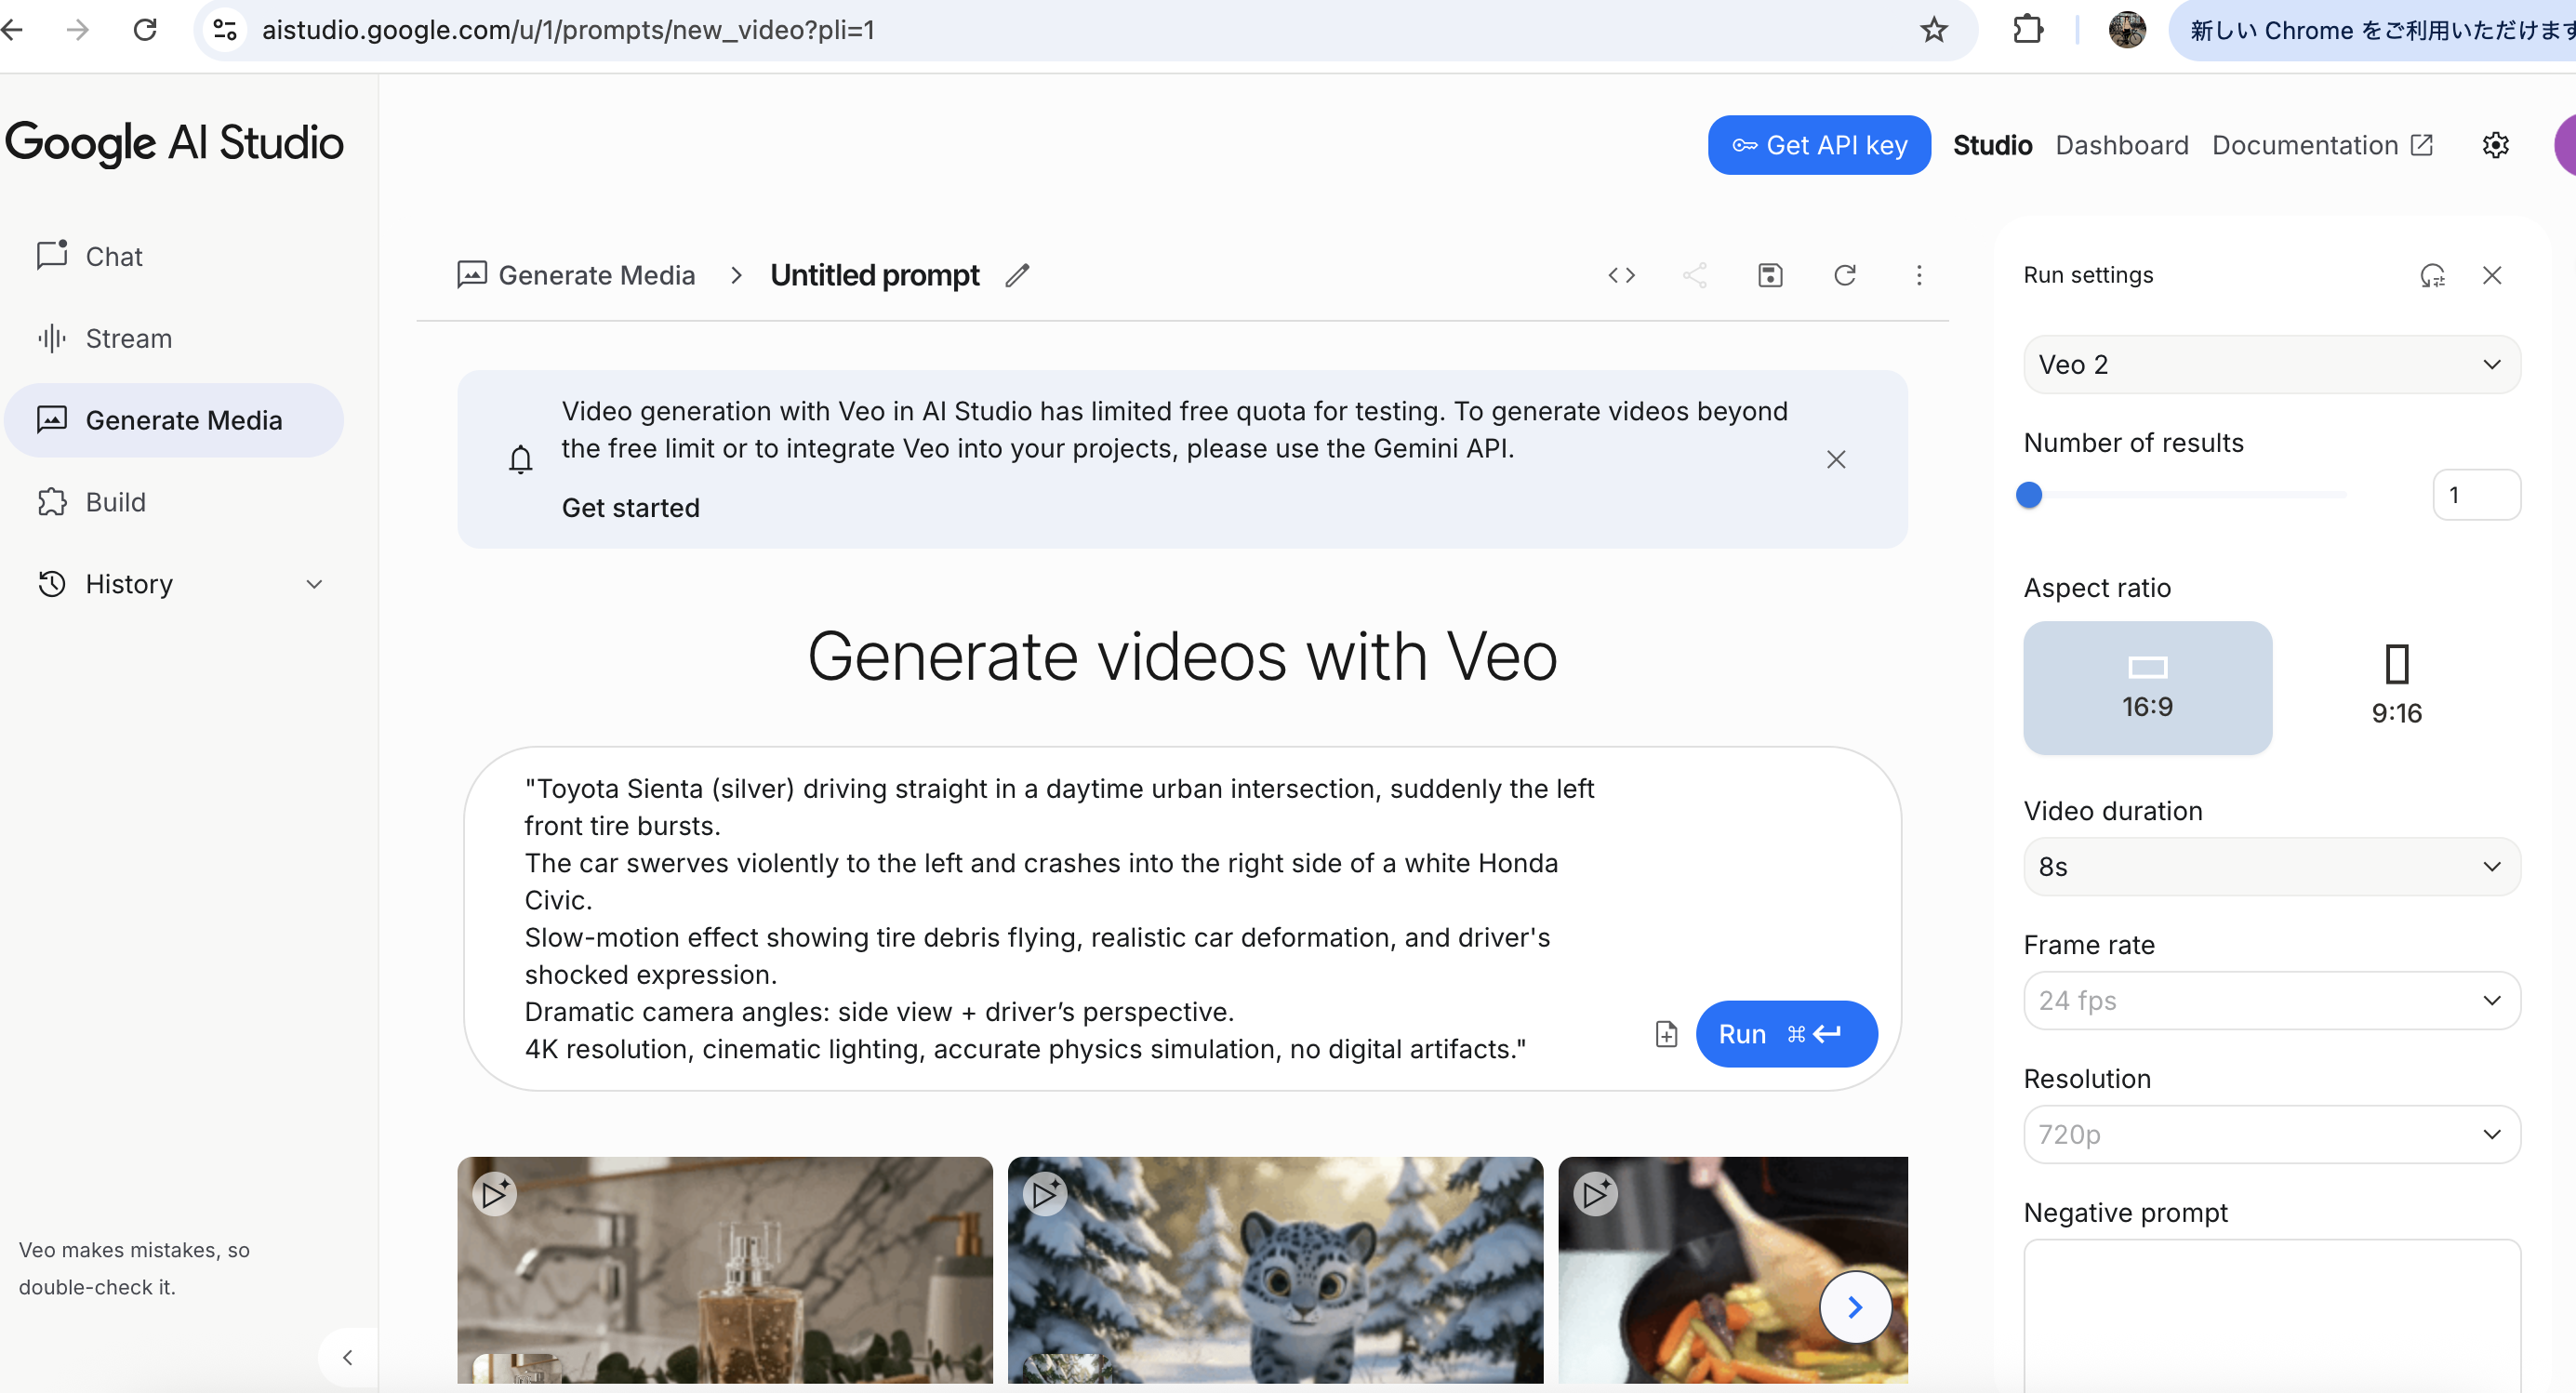 aistudio.google.com/u/1/prompts/new_video?pli=1
新しい Chrome をご利用いただけます
Google AI Studio
Get API key
Studio
Dashboard
Documentation
Chat
Stream
Generate Media
Build
History
Generate Media
Untitled prompt
Video generation with Veo in AI Studio has limited free quota for testing. To generate videos beyond
the free limit or to integrate Veo into your projects, please use the Gemini API.
Get started
Generate videos with Veo
"Toyota Sienta (silver) driving straight in a daytime urban intersection, suddenly the left
front tire bursts.
The car swerves violently to the left and crashes into the right side of a white Honda
Civic.
Slow-motion effect showing tire debris flying, realistic car deformation, and driver's
shocked expression.
Dramatic camera angles: side view + driver’s perspective.
4K resolution, cinematic lighting, accurate physics simulation, no digital artifacts."
Run ⌘
Run settings
Veo 2
Number of results
1
Aspect ratio
16:9
9:16
Video duration
8s
Frame rate
24 fps
Resolution
720p
Negative prompt
Veo makes mistakes, so
double-check it.